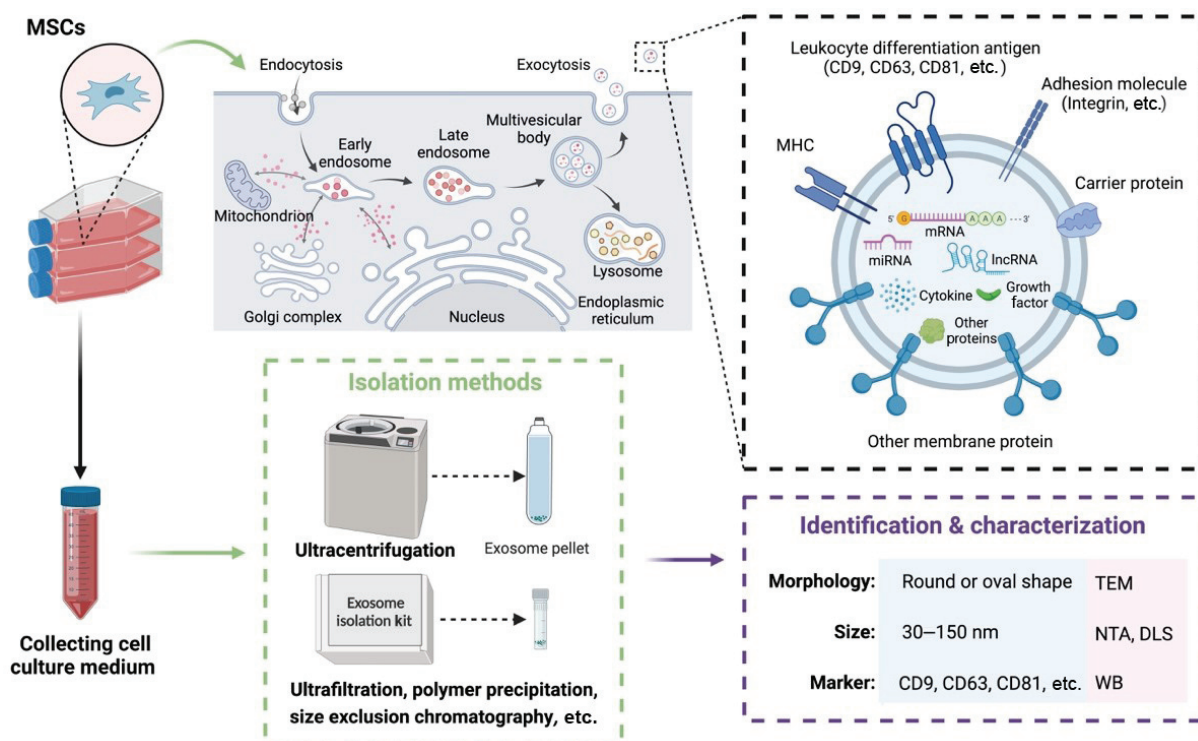 MSCs
Endocytosis
Exocytosis
Early
endosome
Late
endosome
Multivesicular
body
Mitochondrion
Lysosome
Golgi complex
Nucleus
Endoplasmic
reticulum
Leukocyte differentiation antigen
(CD9, CD63, CD81, etc.)
Adhesion molecule
(Integrin, etc.)
MHC
Carrier protein
5' G A A A ···3'
mRNA
miRNA
lncRNA
Cytokine
Growth
factor
Other
proteins
Other membrane protein
Collecting cell
culture medium
Isolation methods
Ultracentrifugation
Exosome pellet
Exosome
isolation kit
Ultrafiltration, polymer precipitation,
size exclusion chromatography, etc.
Identification & characterization
Morphology: Round or oval shape TEM
Size: 30–150 nm NTA, DLS
Marker: CD9, CD63, CD81, etc. WB